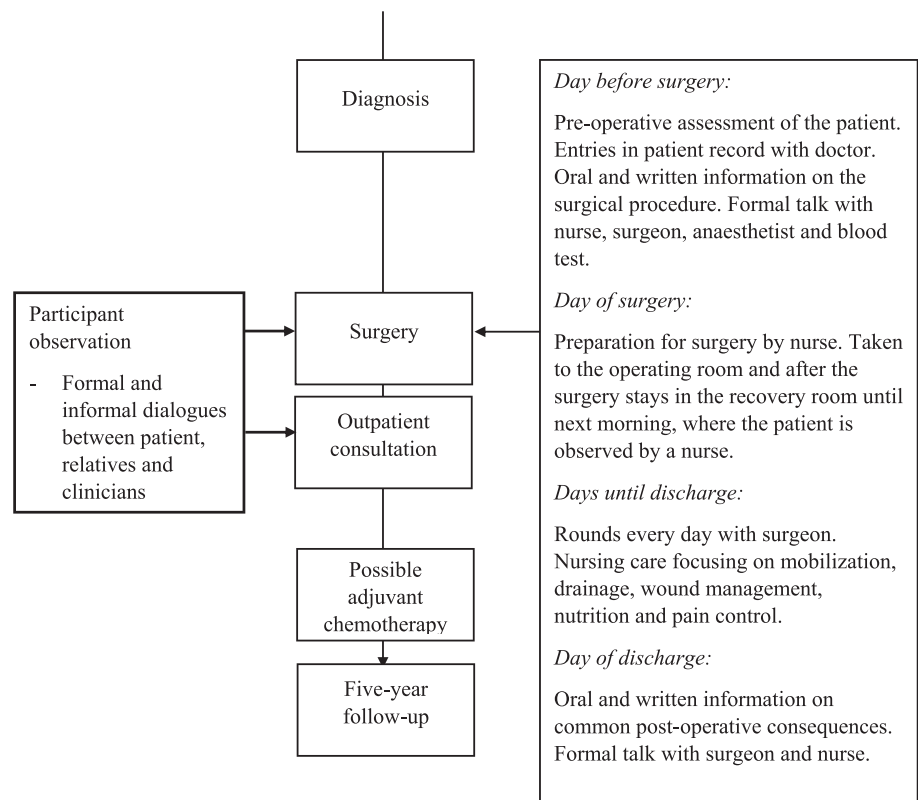 Diagnosis
Participant
observation
- Formal and
informal dialogues
between patient,
relatives and
clinicians
Surgery
Outpatient
consultation
Possible
adjuvant
chemotherapy
Five-year
follow-up
Day before surgery:
Pre-operative assessment of the patient.
Entries in patient record with doctor.
Oral and written information on the
surgical procedure. Formal talk with
nurse, surgeon, anaesthetist and blood
test.
Day of surgery:
Preparation for surgery by nurse. Taken
to the operating room and after the
surgery stays in the recovery room until
next morning, where the patient is
observed by a nurse.
Days until discharge:
Rounds every day with surgeon.
Nursing care focusing on mobilization,
drainage, wound management,
nutrition and pain control.
Day of discharge:
Oral and written information on
common post-operative consequences.
Formal talk with surgeon and nurse.